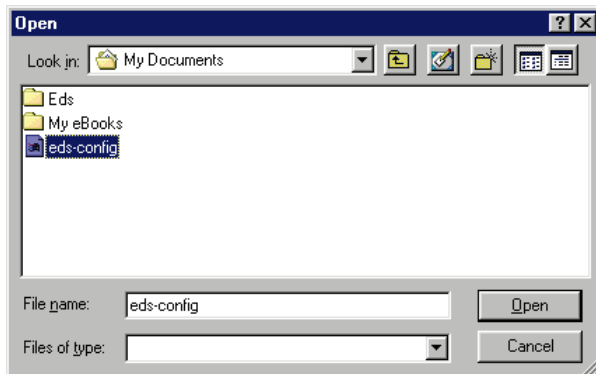 Open
Look in: My Documents
Eds
My eBooks
eds-config
File name: eds-config Open
Files of type: Cancel